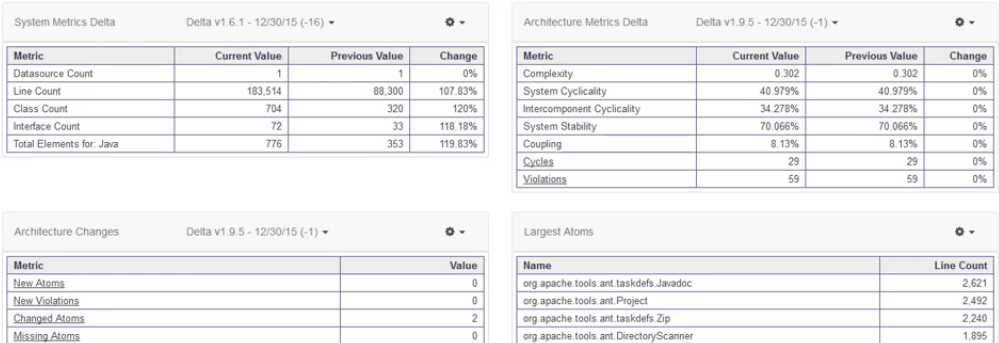 System Metrics Delta Delta v1.6.1 - 12/30/15 (-16)
Metric Current Value Previous Value Change
Datasource Count 1 1 0%
Line Count 183,514 88,300 107.83%
Class Count 704 320 120%
Interface Count 72 33 118.18%
Total Elements for: Java 776 353 119.83%
Architecture Metrics Delta Delta v1.9.5 - 12/30/15 (-1)
Metric Current Value Previous Value Change
Complexity 0.302 0.302 0%
System Cyclicality 40.979% 40.979% 0%
Intercomponent Cyclicality 34.278% 34.278% 0%
System Stability 70.066% 70.066% 0%
Coupling 8.13% 8.13% 0%
Cycles 29 29 0%
Violations 59 59 0%
Architecture Changes Delta v1.9.5 - 12/30/15 (-1)
Metric Value
New Atoms 0
New Violations 0
Changed Atoms 2
Missing Atoms 0
Largest Atoms
Name Line Count
org.apache.tools.ant.taskdefs.Javadoc 2,621
org.apache.tools.ant.Project 2,492
org.apache.tools.ant.taskdefs.Zip 2,240
org.apache.tools.ant.DirectoryScanner 1,895